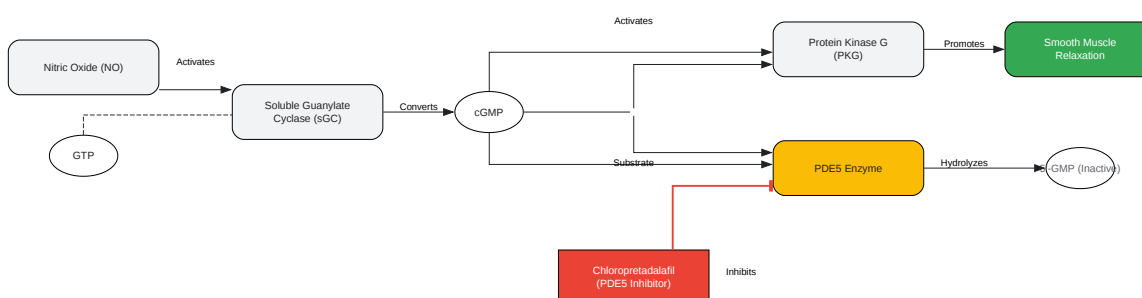 Activates
Nitric Oxide (NO)
Activates
GTP
Soluble Guanylate
Cyclase (sGC)
Converts
cGMP
Protein Kinase G
(PKG)
Promotes
Smooth Muscle
Relaxation
Substrate
PDE5 Enzyme
Hydrolyzes
-GMP (Inactive)
Chloropretadalafil
(PDE5 Inhibitor)
Inhibits